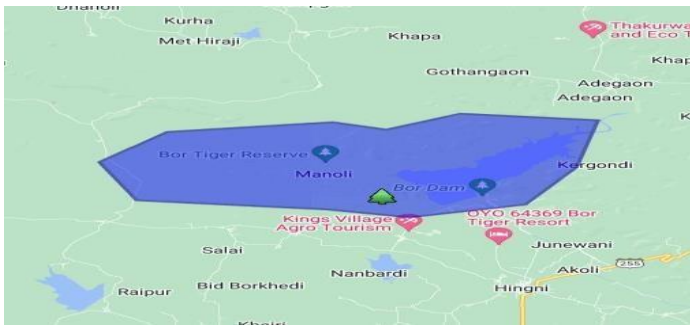 Kurha
Met Hiraji
Khapa
Thakurwa
and Eco T
Gothangaon
Khap
Adegaon
Adegaon
Bor Tiger Reserve
Manoli
Bor Dam
Kergondi
Kings Village
Agro Tourism
OYO 64369 Bor
Tiger Resort
Salai
Junewani
Nanbardi
Akoli
255
Raipur
Bid Borkhedi
Hingni